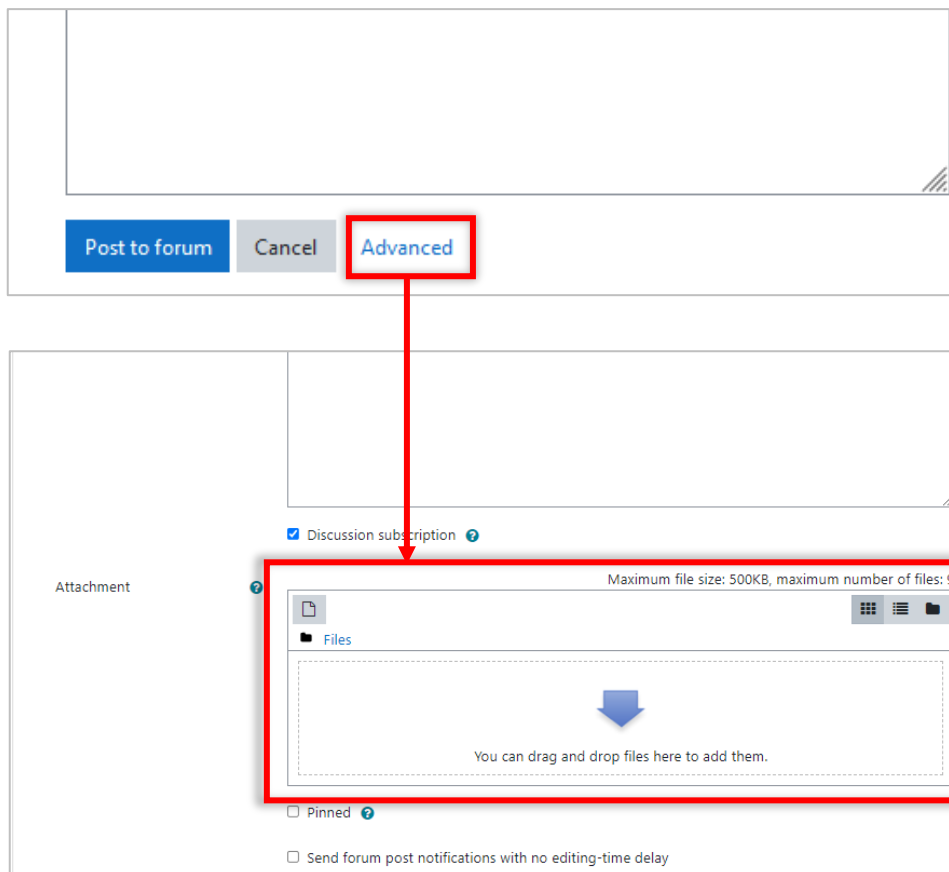 Post to forum Cancel Advanced
Discussion subscription
Attachment
Maximum file size: 500KB, maximum number of files: 9
Files
You can drag and drop files here to add them.
Pinned
Send forum post notifications with no editing-time delay